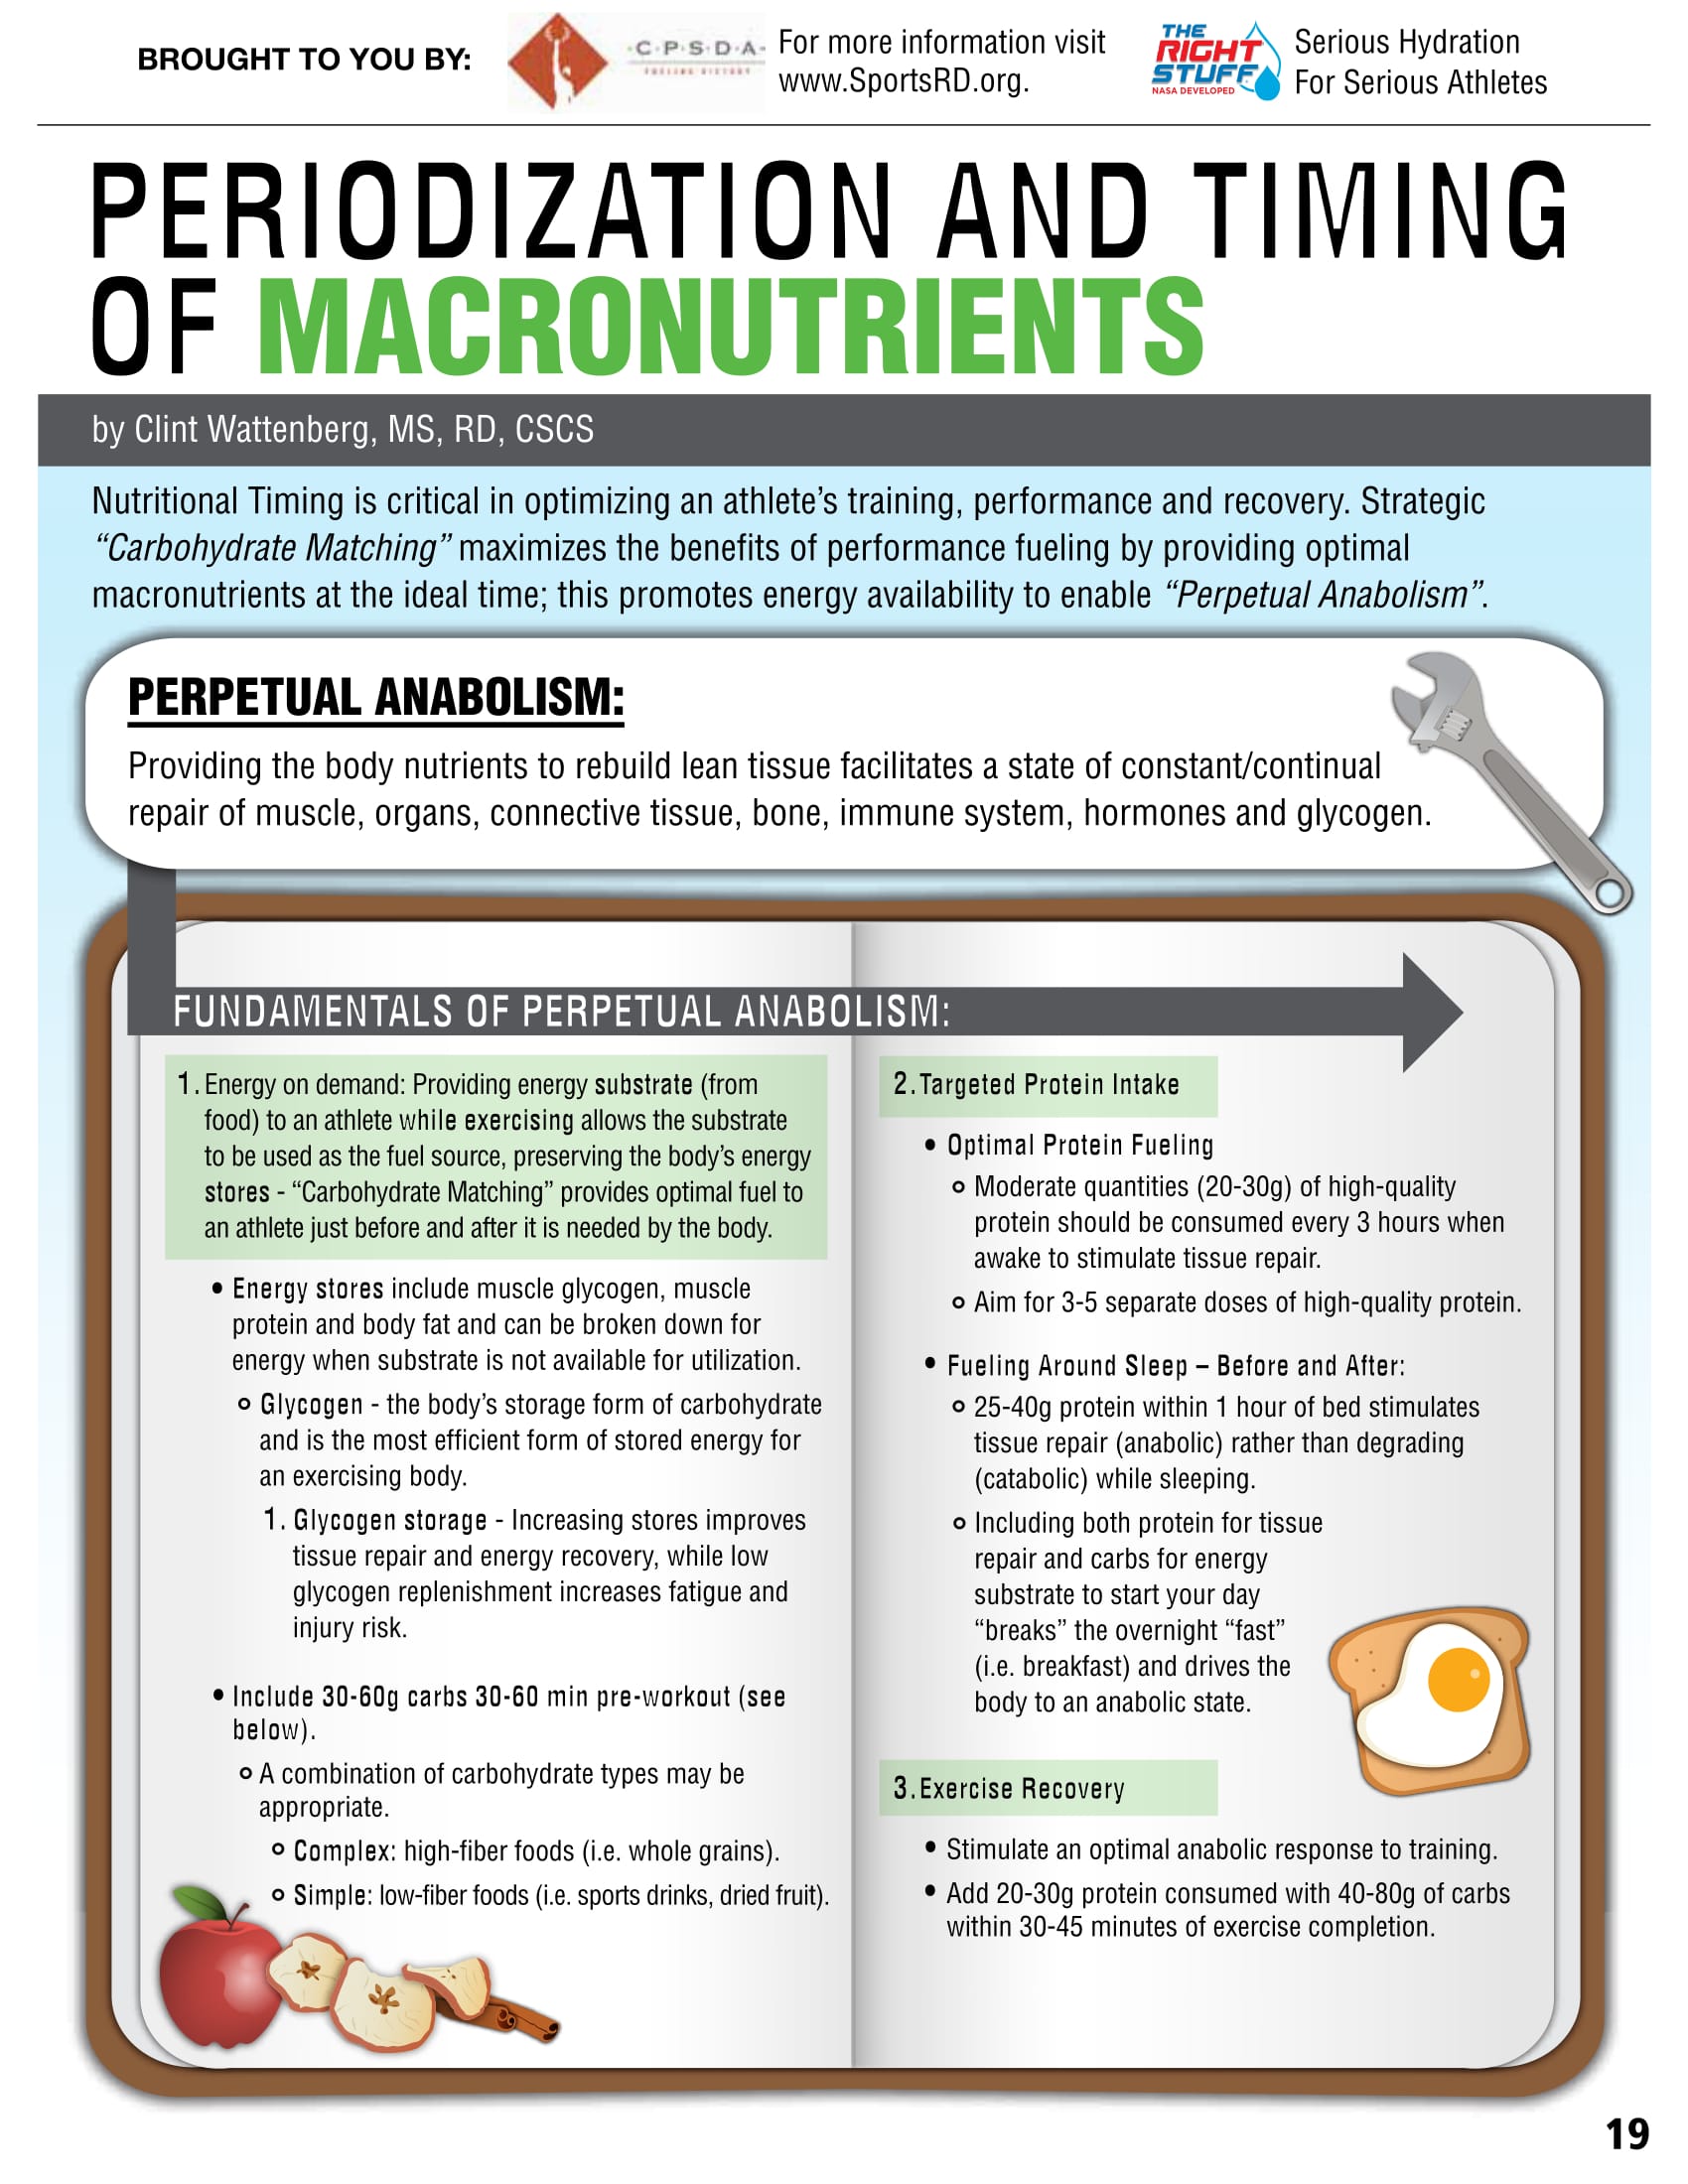 BROUGHT TO YOU BY:
·C·P·S·D·A·
FUELING VICTORY
For more information visit
www.SportsRD.org.
THE
RIGHT
STUFF
NASA DEVELOPED
Serious Hydration
For Serious Athletes
PERIODIZATION AND TIMING
OF MACRONUTRIENTS
by Clint Wattenberg, MS, RD, CSCS
Nutritional Timing is critical in optimizing an athlete’s training, performance and recovery. Strategic
“Carbohydrate Matching” maximizes the benefits of performance fueling by providing optimal
macronutrients at the ideal time; this promotes energy availability to enable “Perpetual Anabolism”.
PERPETUAL ANABOLISM:
Providing the body nutrients to rebuild lean tissue facilitates a state of constant/continual
repair of muscle, organs, connective tissue, bone, immune system, hormones and glycogen.
FUNDAMENTALS OF PERPETUAL ANABOLISM:
1. Energy on demand: Providing energy substrate (from
food) to an athlete while exercising allows the substrate
to be used as the fuel source, preserving the body’s energy
stores - “Carbohydrate Matching” provides optimal fuel to
an athlete just before and after it is needed by the body.
• Energy stores include muscle glycogen, muscle
protein and body fat and can be broken down for
energy when substrate is not available for utilization.
Glycogen - the body’s storage form of carbohydrate
and is the most efficient form of stored energy for
an exercising body.
1. Glycogen storage - Increasing stores improves
tissue repair and energy recovery, while low
glycogen replenishment increases fatigue and
injury risk.
• Include 30-60g carbs 30-60 min pre-workout (see
below).
A combination of carbohydrate types may be
appropriate.
Complex: high-fiber foods (i.e. whole grains).
Simple: low-fiber foods (i.e. sports drinks, dried fruit).
2. Targeted Protein Intake
• Optimal Protein Fueling
Moderate quantities (20-30g) of high-quality
protein should be consumed every 3 hours when
awake to stimulate tissue repair.
Aim for 3-5 separate doses of high-quality protein.
• Fueling Around Sleep – Before and After:
25-40g protein within 1 hour of bed stimulates
tissue repair (anabolic) rather than degrading
(catabolic) while sleeping.
Including both protein for tissue
repair and carbs for energy
substrate to start your day
“breaks” the overnight “fast”
(i.e. breakfast) and drives the
body to an anabolic state.
3. Exercise Recovery
• Stimulate an optimal anabolic response to training.
• Add 20-30g protein consumed with 40-80g of carbs
within 30-45 minutes of exercise completion.
19